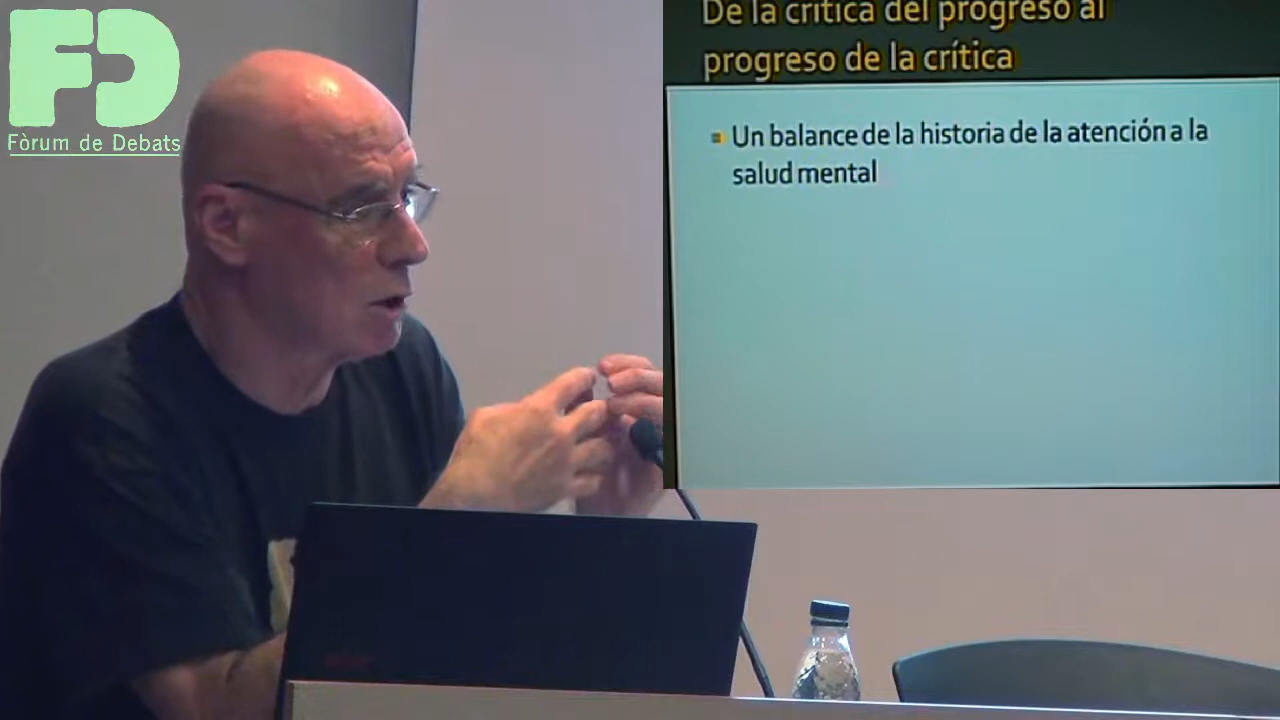 FD
Fòrum de Debats
De la crítica del progreso al
progreso de la crítica
Un balance de la historia de la atención a la
salud mental